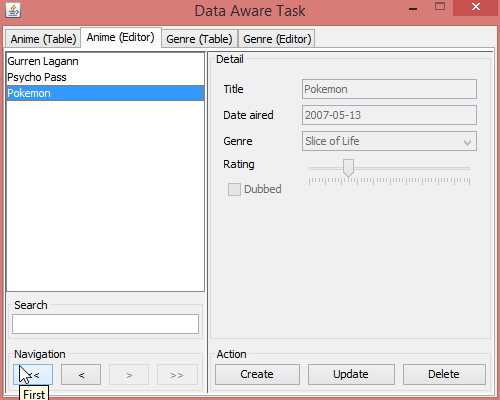 Data Aware Task
Anime (Table) Anime (Editor) Genre (Table) Genre (Editor)
Gurren Lagann
Psycho Pass
Pokemon
Detail
Title Pokemon
Date aired 2007-05-13
Genre Slice of Life
Rating
Dubbed
Search
Navigation
<< < > >>
First
Action
Create Update Delete